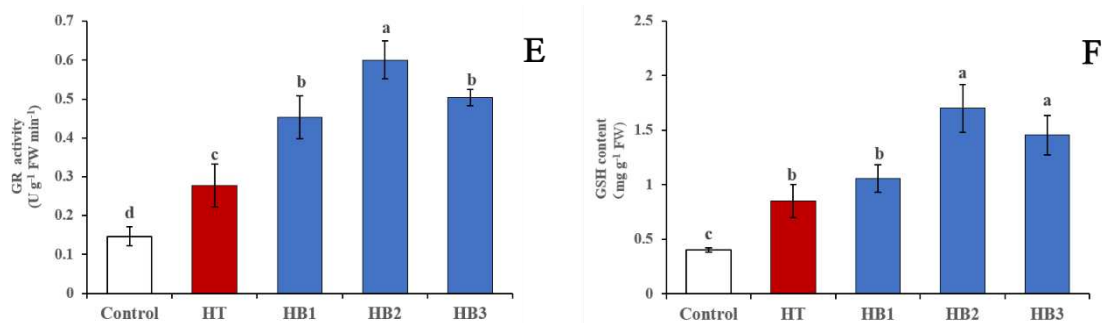 E
GR activity
(U g-1 FW min-1)
0.7
0.6
0.5
0.4
0.3
0.2
0.1
0
d
c
b
a
b
Control HT HB1 HB2 HB3
F
GSH content
(mg g-1 FW)
2.5
2
1.5
1
0.5
0
c
b
b
a
a
Control HT HB1 HB2 HB3